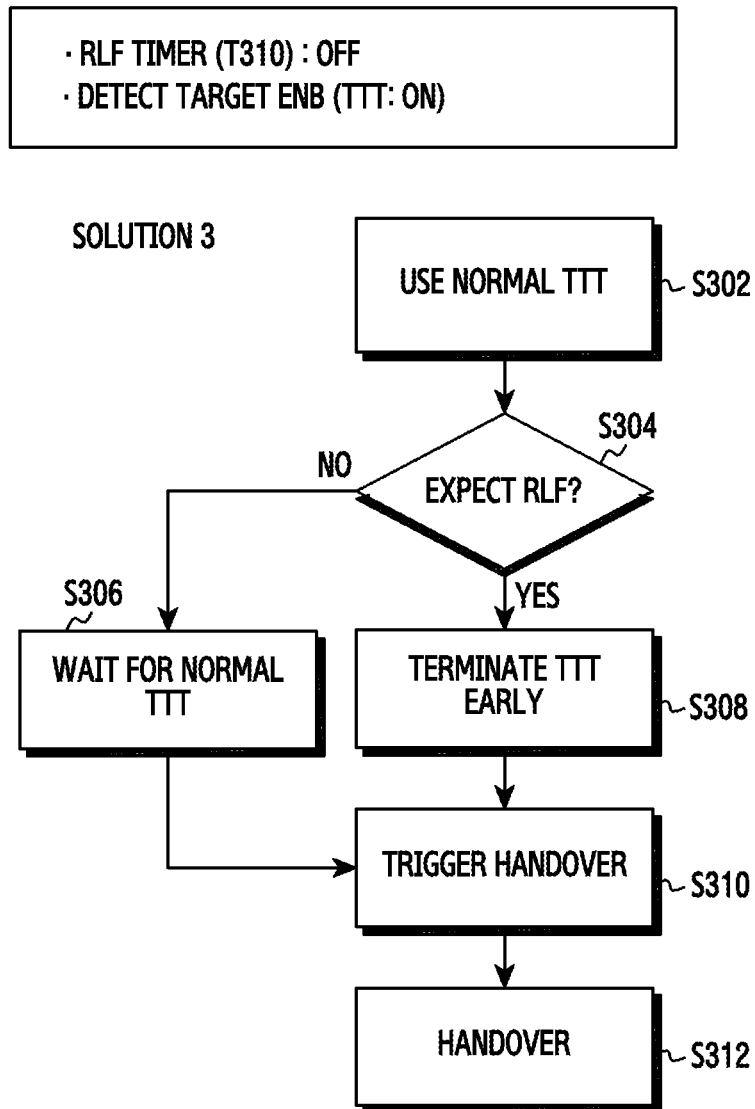 · RLF TIMER (T310) : OFF
· DETECT TARGET ENB (TTT: ON)
SOLUTION 3
USE NORMAL TTT
S302
S304
NO
EXPECT RLF?
YES
S306
WAIT FOR NORMAL
TTT
TERMINATE TTT
EARLY
S308
TRIGGER HANDOVER
S310
HANDOVER
S312